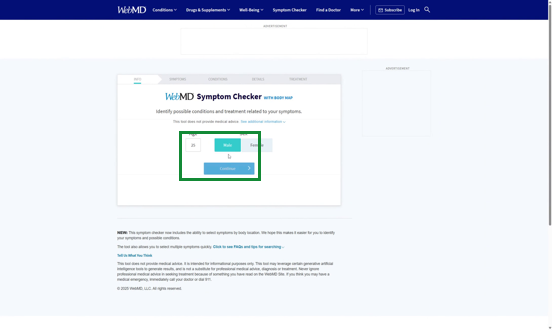 WebMD Conditions Drugs & Supplements Well-Being Symptom Checker Find a Doctor More Subscribe Log In
ADVERTISEMENT
ADVERTISEMENT
INFO SYMPTOMS CONDITIONS DETAILS TREATMENT
WebMD Symptom Checker WITH BODY MAP
Identify possible conditions and treatment related to your symptoms.
This tool does not provide medical advice. See additional information
Male
Continue
NEW: This symptom checker now includes the ability to select symptoms by body location. We hope this makes it easier for you to identify
your symptoms and possible conditions.
The tool also allows you to select multiple symptoms quickly. Click to see FAQs and tips for searching.
Tell Us What You Think
This tool does not provide medical advice. It is intended for informational purposes only. This tool may leverage certain generative artificial
intelligence tools to generate results, and is not a substitute for professional medical advice, diagnosis or treatment. Never ignore
professional medical advice in seeking treatment because of something you have read on the WebMD Site. If you think you may have a
medical emergency, immediately call your doctor or dial 911.
© 2025 WebMD, LLC. All rights reserved.